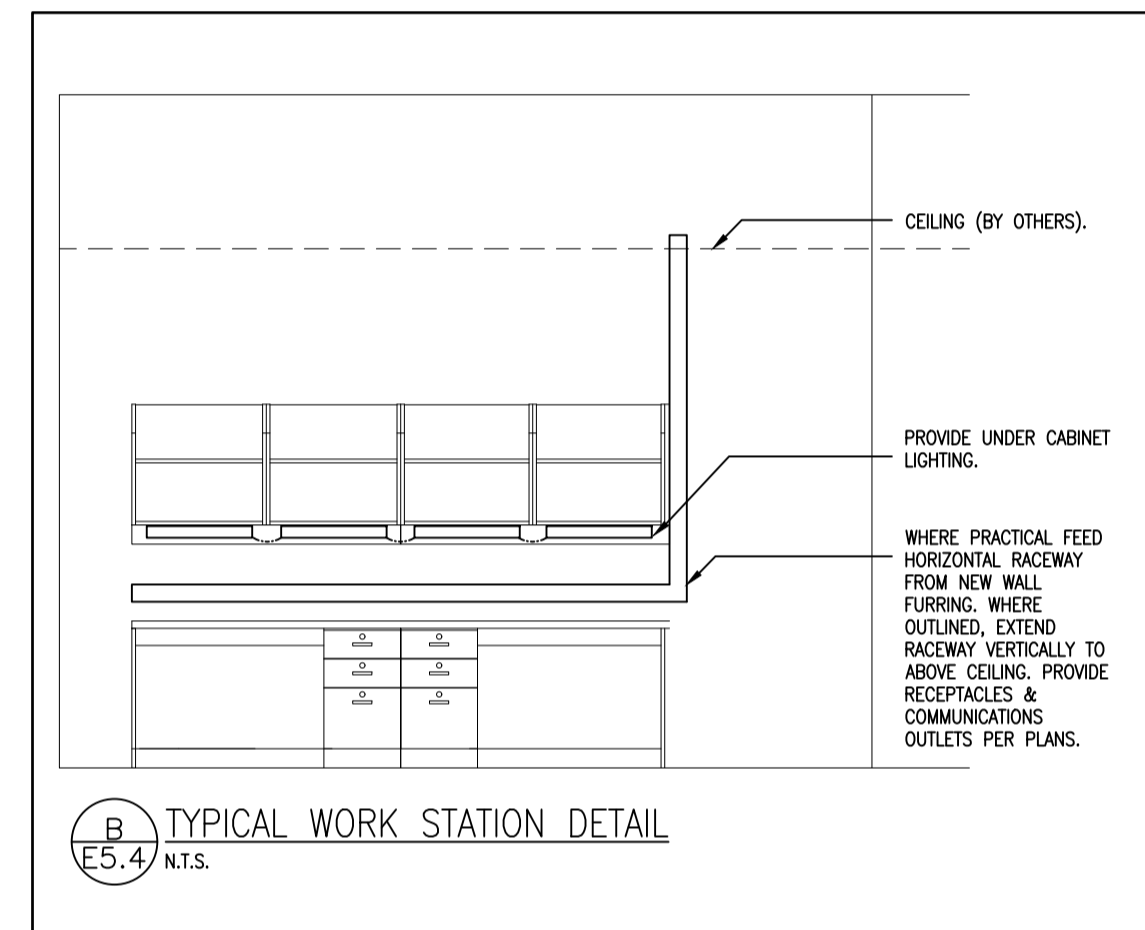 CEILING (BY OTHERS).
PROVIDE UNDER CABINET
LIGHTING.
WHERE PRACTICAL FEED
HORIZONTAL RACEWAY
FROM NEW WALL
FURRING. WHERE
OUTLINED, EXTEND
RACEWAY VERTICALLY TO
ABOVE CEILING. PROVIDE
RECEPTACLES &
COMMUNICATIONS
OUTLETS PER PLANS.
B
E5.4
TYPICAL WORK STATION DETAIL
N.T.S.